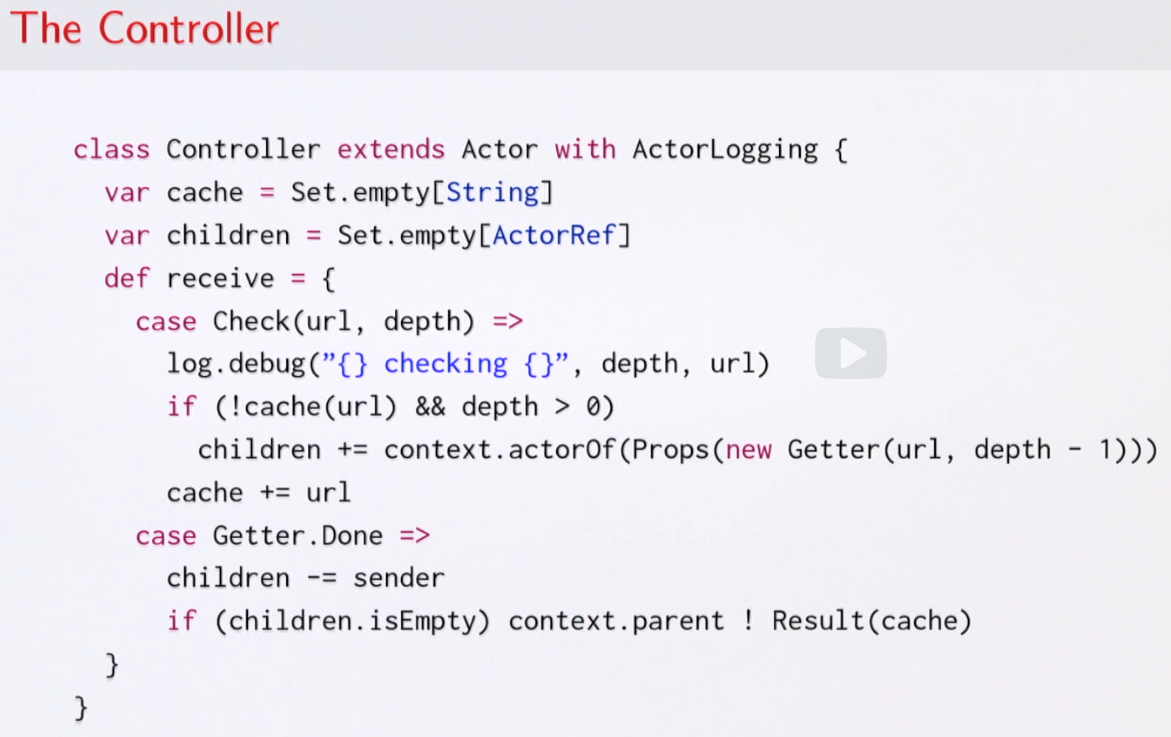 The Controller
class Controller extends Actor with ActorLogging {
  var cache = Set.empty[String]
  var children = Set.empty[ActorRef]
  def receive = {
    case Check(url, depth) =>
      log.debug(”{} checking {}”, depth, url)
      if (!cache(url) && depth > 0)
        children += context.actorOf(Props(new Getter(url, depth - 1)))
      cache += url
    case Getter.Done =>
      children -= sender
      if (children.isEmpty) context.parent ! Result(cache)
  }
}